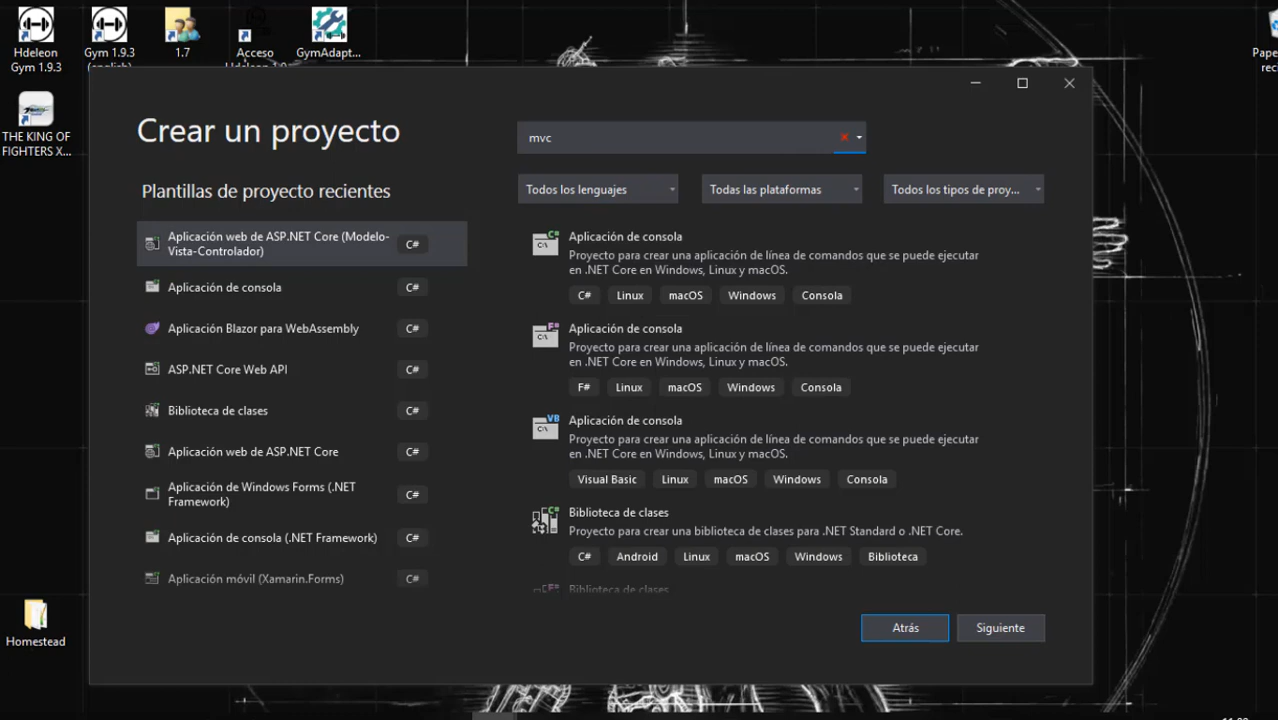 Hdeleon
Gym 1.9.3
Gym 1.9.3
(english)
1.7
Acceso
GymAdapt...
Pape
reci
THE KING OF
FIGHTERS X...
Homestead
Crear un proyecto
mvc
Plantillas de proyecto recientes
Todos los lenguajes
Todas las plataformas
Todos los tipos de proy...
Aplicación web de ASP.NET Core (Modelo-
Vista-Controlador)
C#
Aplicación de consola
C#
Aplicación Blazor para WebAssembly
C#
ASP.NET Core Web API
C#
Biblioteca de clases
C#
Aplicación web de ASP.NET Core
C#
Aplicación de Windows Forms (.NET
Framework)
C#
Aplicación de consola (.NET Framework)
C#
Aplicación móvil (Xamarin.Forms)
C#
Aplicación de consola
Proyecto para crear una aplicación de línea de comandos que se puede ejecutar
en .NET Core en Windows, Linux y macOS.
C# Linux macOS Windows Consola
Aplicación de consola
Proyecto para crear una aplicación de línea de comandos que se puede ejecutar
en .NET Core en Windows, Linux y macOS.
F# Linux macOS Windows Consola
Aplicación de consola
Proyecto para crear una aplicación de línea de comandos que se puede ejecutar
en .NET Core en Windows, Linux y macOS.
Visual Basic Linux macOS Windows Consola
Biblioteca de clases
Proyecto para crear una biblioteca de clases para .NET Standard o .NET Core.
C# Android Linux macOS Windows Biblioteca
Biblioteca de clases
Atrás
Siguiente